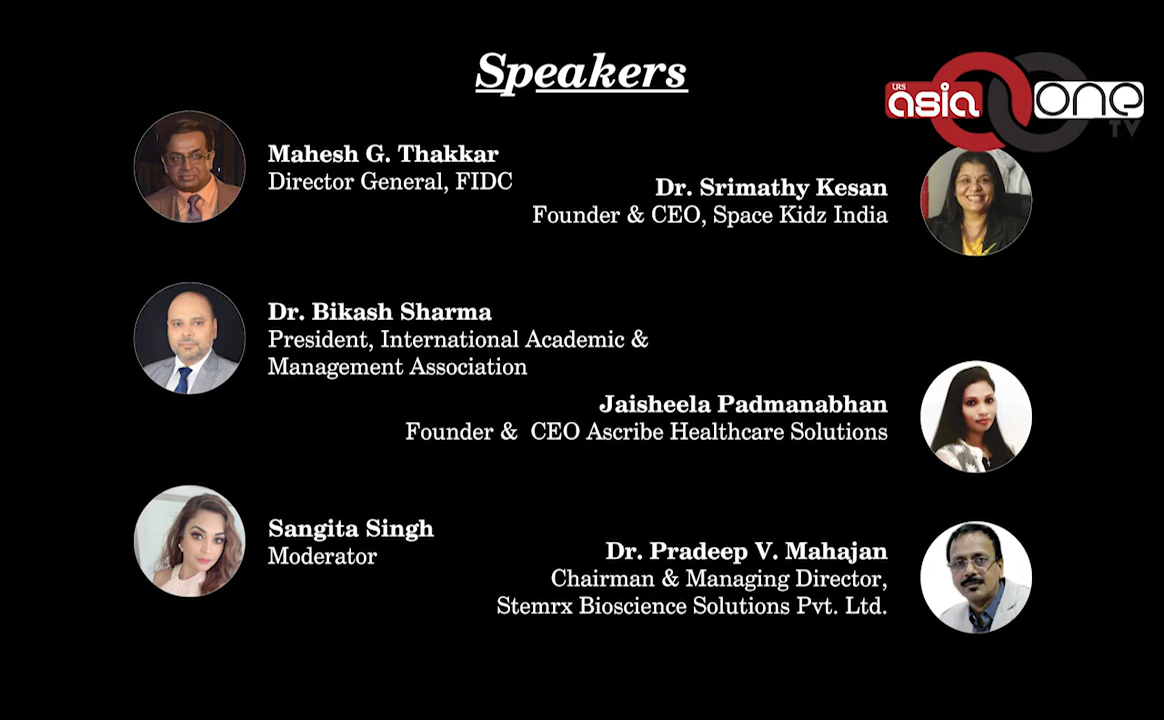 Speakers
URS
asia one
TV
Mahesh G. Thakkar
Director General, FIDC
Dr. Srimathy Kesan
Founder & CEO, Space Kidz India
Dr. Bikash Sharma
President, International Academic &
Management Association
Jaisheela Padmanabhan
Founder & CEO Ascribe Healthcare Solutions
Sangita Singh
Moderator
Dr. Pradeep V. Mahajan
Chairman & Managing Director,
Stemrx Bioscience Solutions Pvt. Ltd.